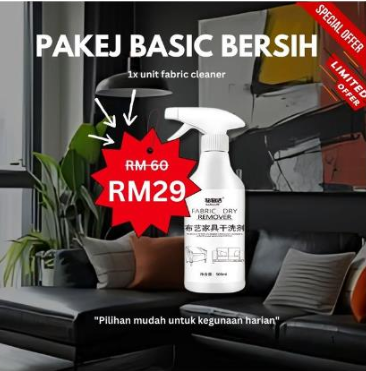 SPECIAL OFFER
LIMITED
OFFER
PAKEJ BASIC BERSIH
1x unit fabric cleaner
RM 60
RM29
FABRIC DRY
REMOVER
布艺家具干洗剂
500ml
"Pilihan mudah untuk kegunaan harian"